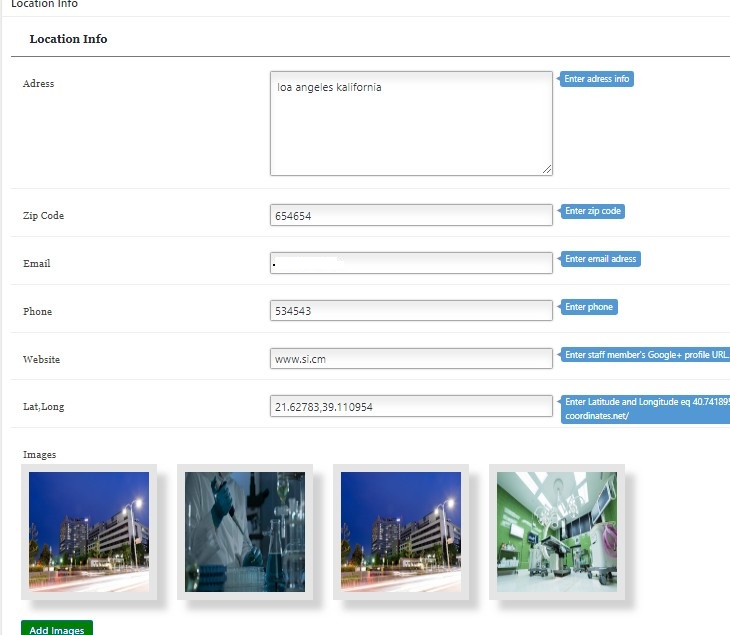 Location Info
Location Info
Adress
loa angeles kalifornia
Enter adress info
Zip Code
654654
Enter zip code
Email
Enter email adress
Phone
534543
Enter phone
Website
www.si.cm
Enter staff member's Google+ profile URL.
Lat,Long
21.62783,39.110954
Enter Latitude and Longitude eq 40.741895
coordinates.net/
Images
Add Images